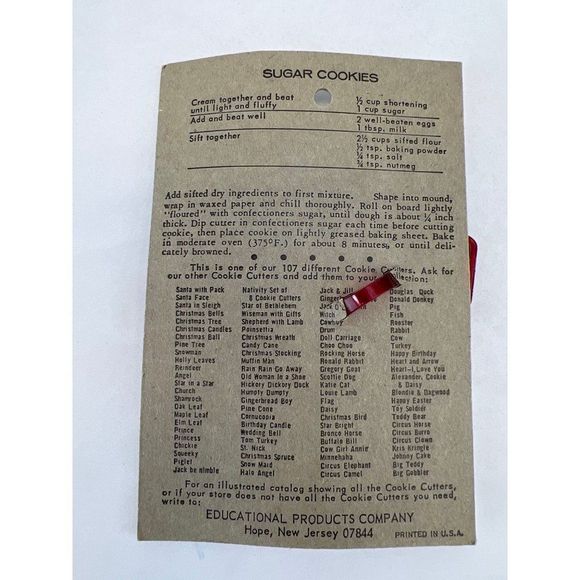 SUGAR COOKIES
Cream together and beat until light and fluffy
½ cup shortening
1 cup sugar
Add and beat well
2 well-beaten eggs
1 tbsp. milk
Sift together
2½ cups sifted flour
½ tsp. baking powder
¼ tsp. salt
¾ tsp. nutmeg
Add sifted dry ingredients to first mixture. Shape into mound,
wrap in waxed paper and chill thoroughly. Roll on board lightly
"floured" with confectioners sugar, until dough is about ¼ inch
thick. Dip cutter in confectioners sugar each time before cutting
cookie, then place cookie on lightly greased baking sheet. Bake
in moderate oven (375°F.) for about 8 minutes, or until deli-
cately browned.
This is one of our 107 different Cookie Cutters. Ask for
our other Cookie Cutters and add them to your collection:
Santa with Pack
Santa Face
Santa in Sleigh
Christmas Bells
Christmas Tree
Christmas Candles
Christmas Ball
Pine Tree
Snowman
Holly Leaves
Reindeer
Angel
Star in a Star
Church
Shamrock
Oak Leaf
Maple Leaf
Elm Leaf
Prince
Princess
Chickie
Squeeky
Piglet
Jack be nimble
Nativity Set of
8 Cookie Cutters
Star of Bethlehem
Wiseman with Gifts
Shepherd with Lamb
Poinsettia
Christmas Wreath
Candy Cane
Christmas Stocking
Muffin Man
Rain Rain Go Away
Old Woman in a Shoe
Hickory Dickory Dock
Humpty Dumpty
Gingerbread Boy
Pine Cone
Cornucopia
Birthday Candle
Wedding Bell
Tom Turkey
St. Nick
Christmas Spruce
Snow Maid
Halo Angel
Jack & Jill
Jack
Witch
Cowboy
Drum
Doll Carriage
Choo Choo
Rocking Horse
Ronald Rabbit
Gregory Goat
Scottie Dog
Katie Cat
Louie Lamb
Flag
Daisy
Christmas Bird
Star Bright
Bronco Horse
Buffalo Bill
Cow Girl Annie
Minnehaha
Circus Elephant
Circus Camel
Douglas Duck
Donald Donkey
Pig
Fish
Rooster
Rabbit
Cow
Turkey
Happy Birthday
Heart and Arrow
Heart-I Love You
Alexander, Cookie
& Daisy
Blondie & Dagwood
Happy Easter
Toy Soldier
Teddy Bear
Circus Horse
Circus Burro
Circus Clown
Kris Kringle
Johnny Cake
Big Teddy
Big Gobbler
For an illustrated catalog showing all the Cookie Cutters,
or if your store does not have all the Cookie Cutters you need,
write to:
EDUCATIONAL PRODUCTS COMPANY
Hope, New Jersey 07844
PRINTED IN U.S.A.